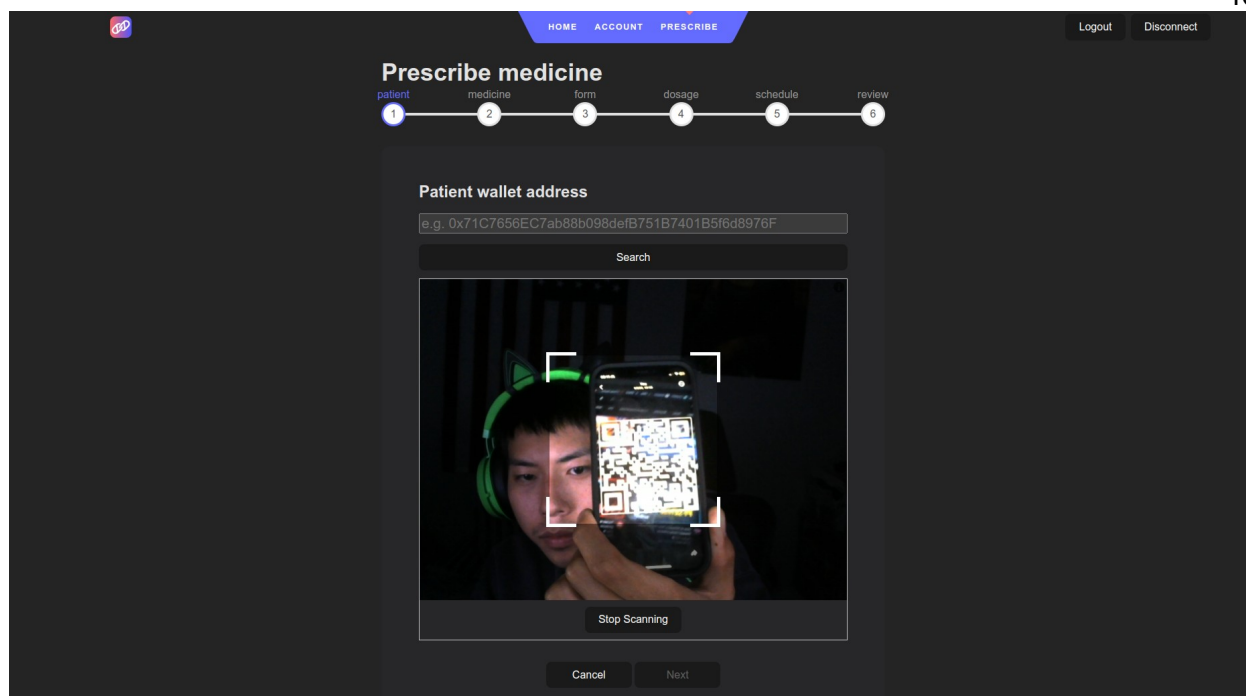 HOME ACCOUNT PRESCRIBE
Logout Disconnect
Prescribe medicine
patient medicine form dosage schedule review
1 2 3 4 5 6
Patient wallet address
e.g. 0x71C7656EC7ab88b098defB751B7401B5f6d8976F
Search
Stop Scanning
Cancel Next